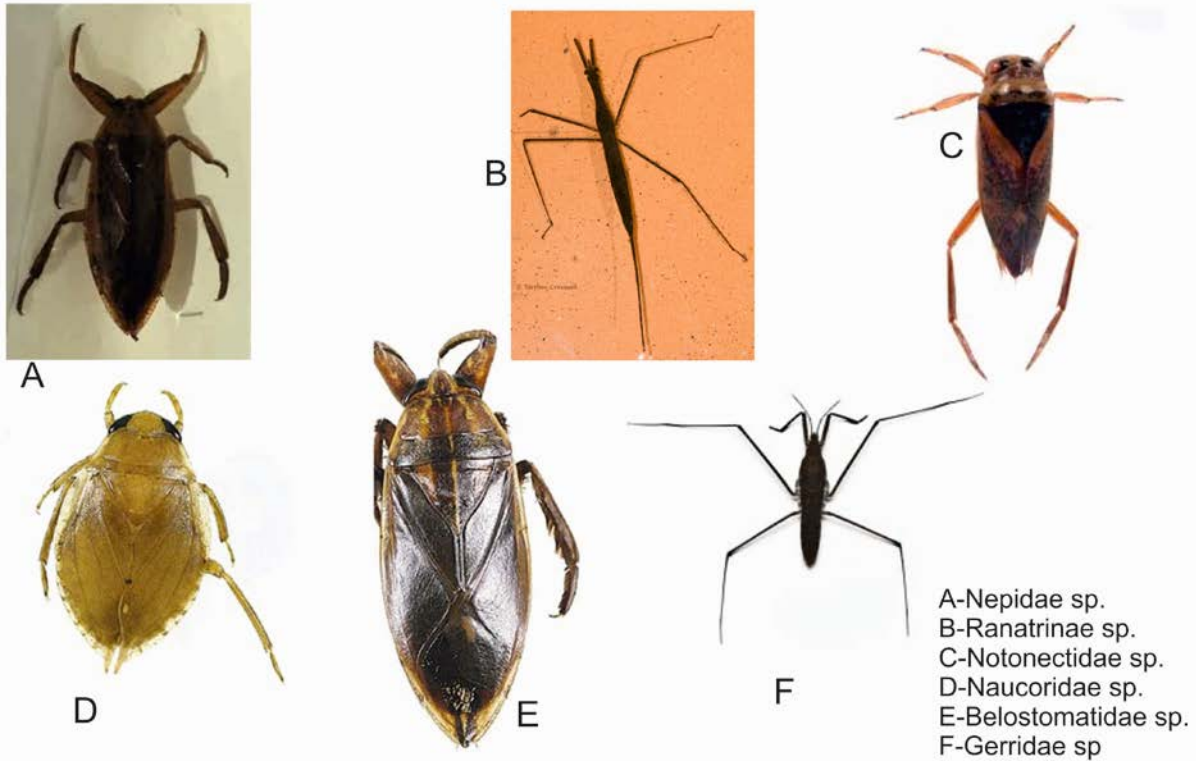 A
B
C
D
E
F
A-Nepidae sp.
B-Ranatrinae sp.
C-Notonectidae sp.
D-Naucoridae sp.
E-Belostomatidae sp.
F-Gerridae sp